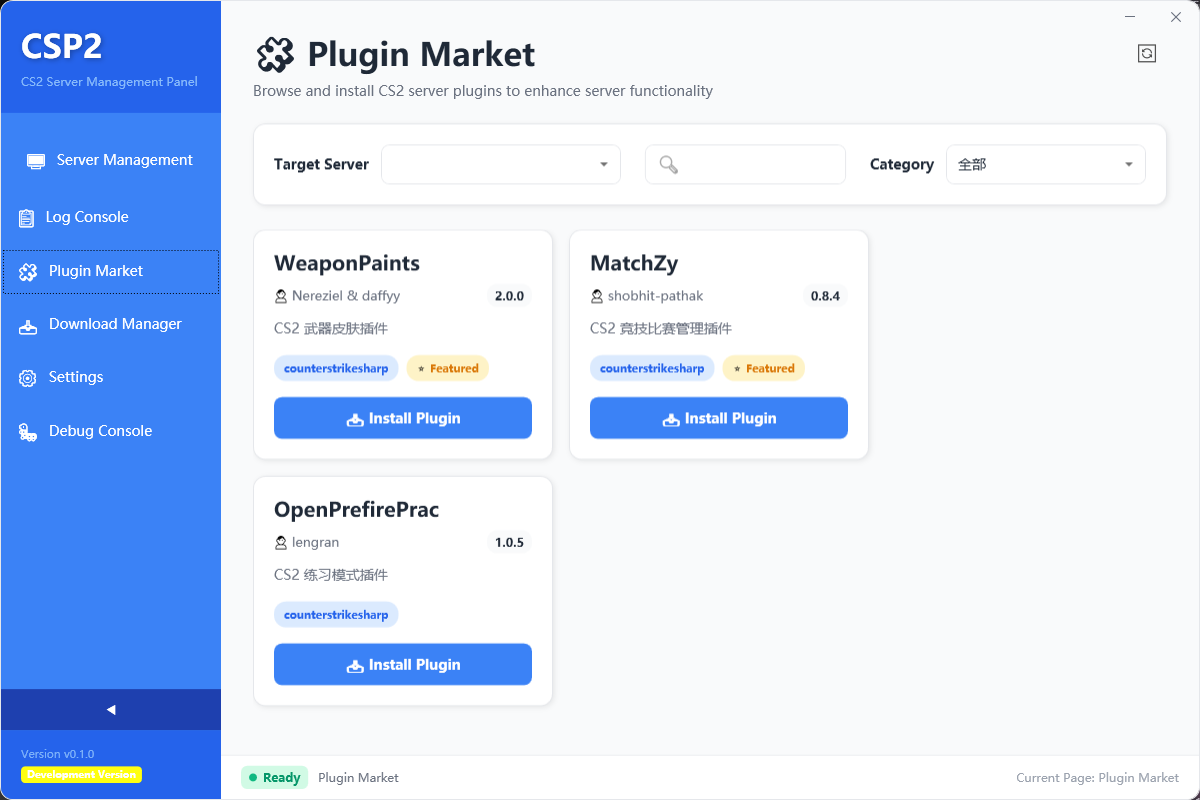 CSP2
CS2 Server Management Panel
Server Management
Log Console
Plugin Market
Download Manager
Settings
Debug Console
Version v0.1.0
Development Version
Plugin Market
Browse and install CS2 server plugins to enhance server functionality
Target Server
Category 全部
WeaponPaints
Nereziel & daffyy 2.0.0
CS2 武器皮肤插件
counterstrikesharp Featured
Install Plugin
MatchZy
shobhit-pathak 0.8.4
CS2 竞技比赛管理插件
counterstrikesharp Featured
Install Plugin
OpenPrefirePrac
lengran 1.0.5
CS2 练习模式插件
counterstrikesharp
Install Plugin
Ready Plugin Market Current Page: Plugin Market